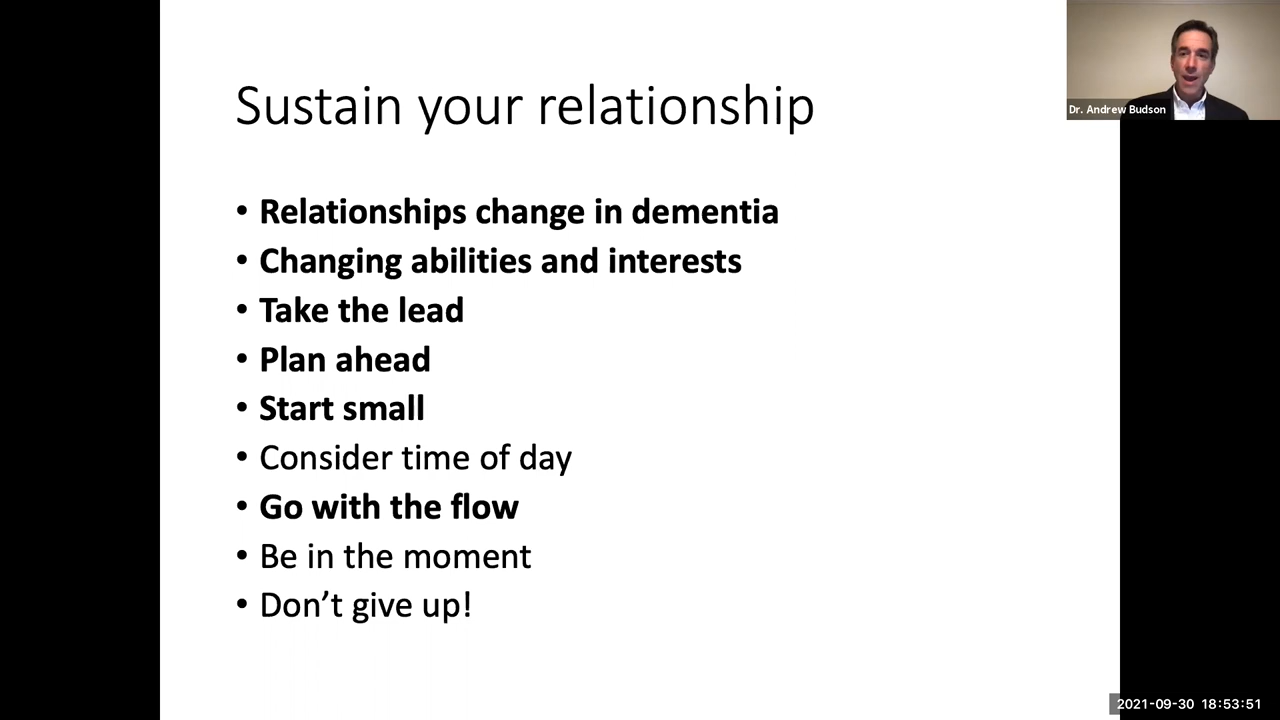 Sustain your relationship
• Relationships change in dementia
• Changing abilities and interests
• Take the lead
• Plan ahead
• Start small
• Consider time of day
• Go with the flow
• Be in the moment
• Don’t give up!
Dr. Andrew Budson
2021-09-30 18:53:51